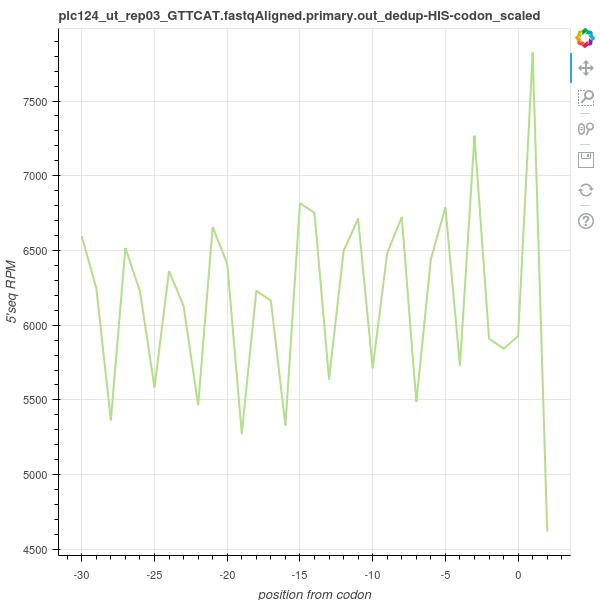 plc124_ut_rep03_GTTCAT.fastqAligned.primary.out_dedup-HIS-codon_scaled
7500
7000
6500
6000
5500
5000
4500
5'seq RPM
-30 -25 -20 -15 -10 -5 0
position from codon